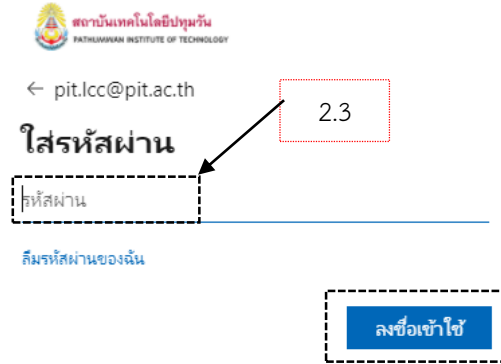 สถาบันเทคโนโลยีปทุมวัน
PATHUMWAN INSTITUTE OF TECHNOLOGY
← pit.lcc@pit.ac.th
2.3
ใส่รหัสผ่าน
รหัสผ่าน
ลืมรหัสผ่านของฉัน
ลงชื่อเข้าใช้